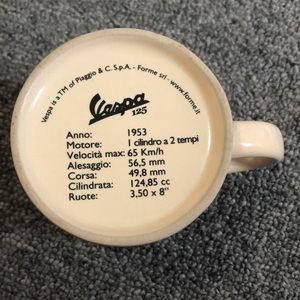 Vespa is a TM of Piaggio & C. S.p.A. - Forme srl - www.forme.it
Vespa
125
Anno: 1953
Motore: 1 cilindro a 2 tempi
Velocità max: 65 Km/h
Alesaggio: 56,5 mm
Corsa: 49,8 mm
Cilindrata: 124,85 cc
Ruote: 3,50 x 8"